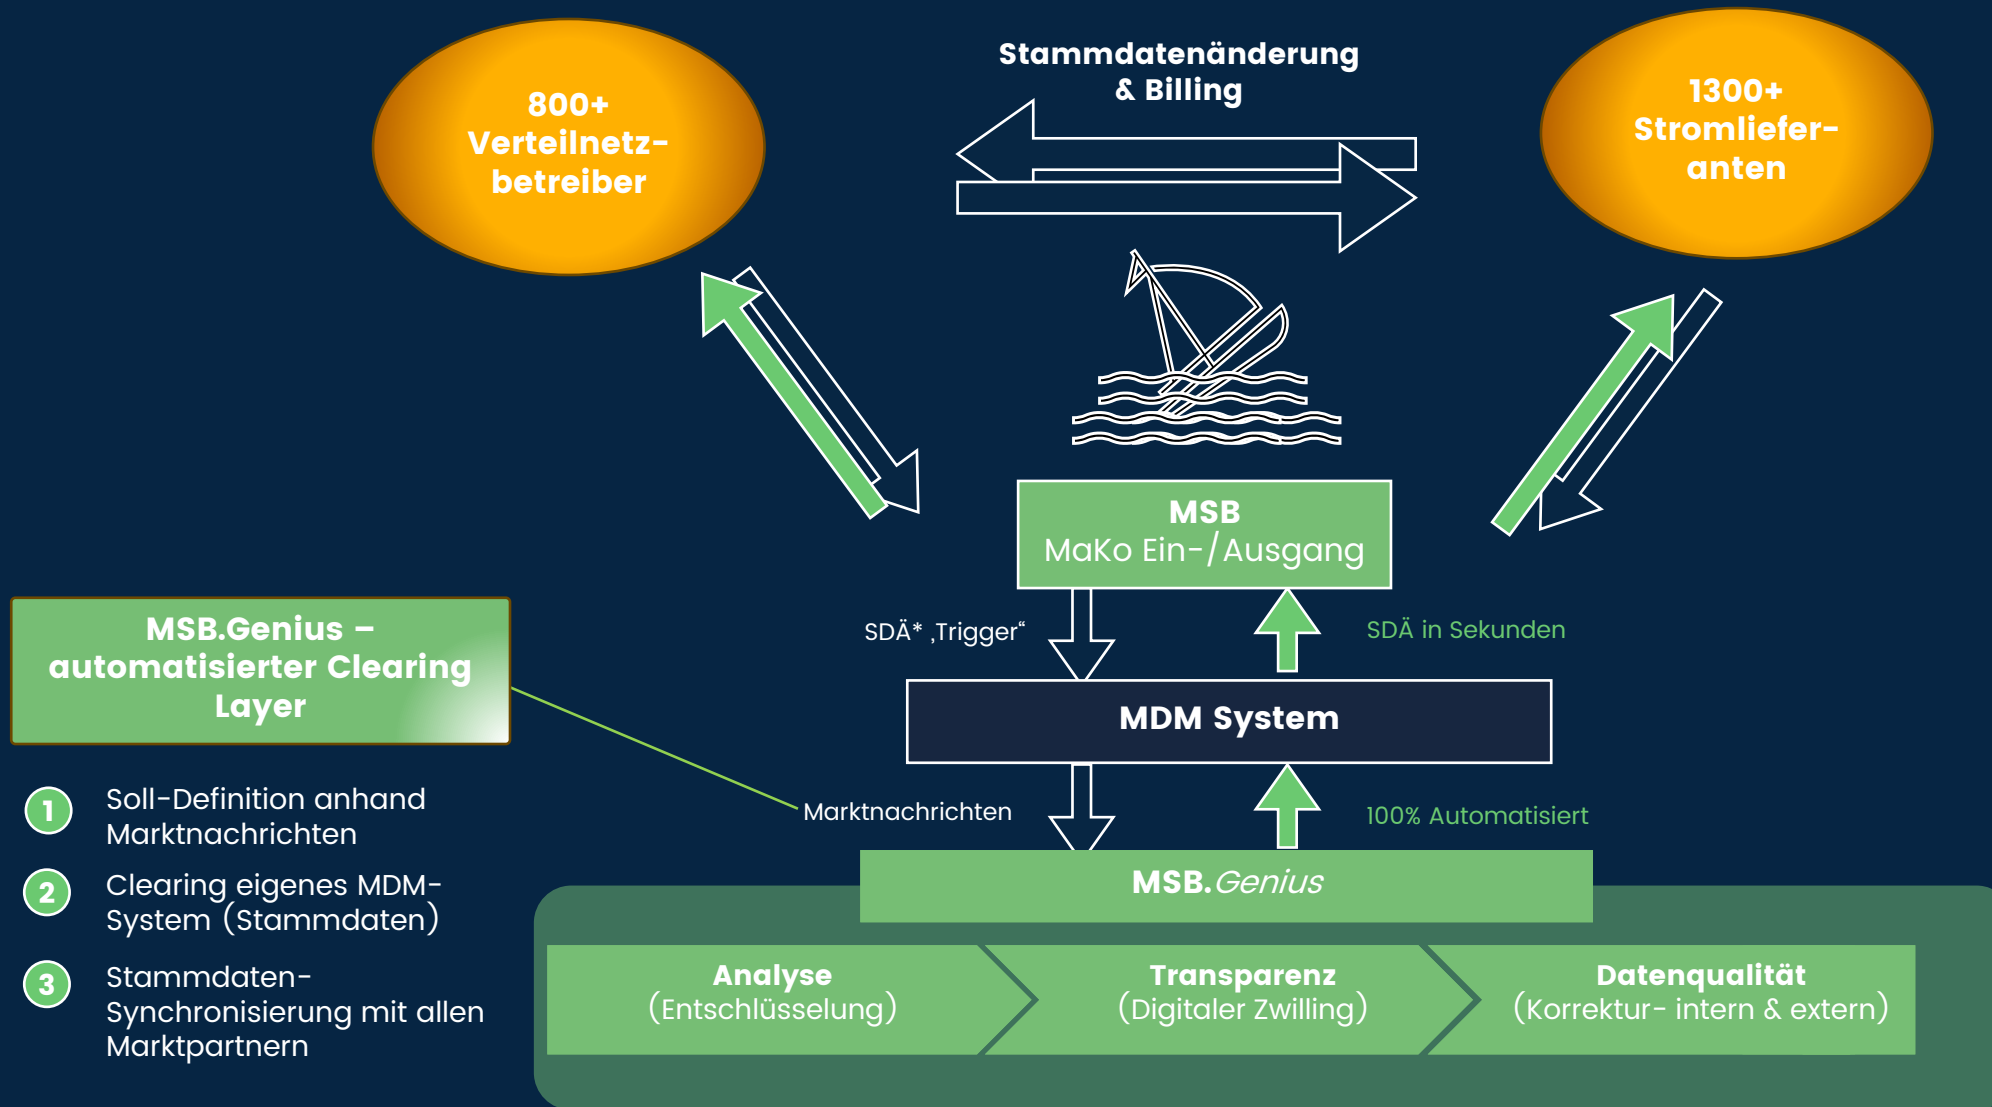 800+
Verteilnetz-
betreiber
Stammdatenänderung
& Billing
1300+
Stromliefer-
anten
MSB
MaKo Ein-/Ausgang
SDÄ* ‚Trigger“
SDÄ in Sekunden
MDM System
Marktnachrichten
100% Automatisiert
MSB.Genius
Analyse
(Entschlüsselung)
Transparenz
(Digitaler Zwilling)
Datenqualität
(Korrektur- intern & extern)
MSB.Genius –
automatisierter Clearing
Layer
1
Soll-Definition anhand
Marktnachrichten
2
Clearing eigenes MDM-
System (Stammdaten)
3
Stammdaten-
Synchronisierung mit allen
Marktpartnern